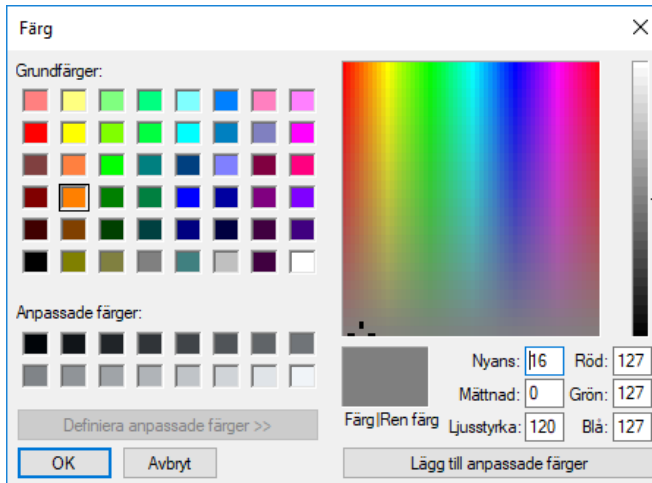 Färg
Grundfärger:
Anpassade färger:
Definiera anpassade färger >>
OK Avbryt
Färg|Ren färg
Nyans: 16 Röd: 127
Mättnad: 0 Grön: 127
Ljusstyrka: 120 Blå: 127
Lägg till anpassade färger